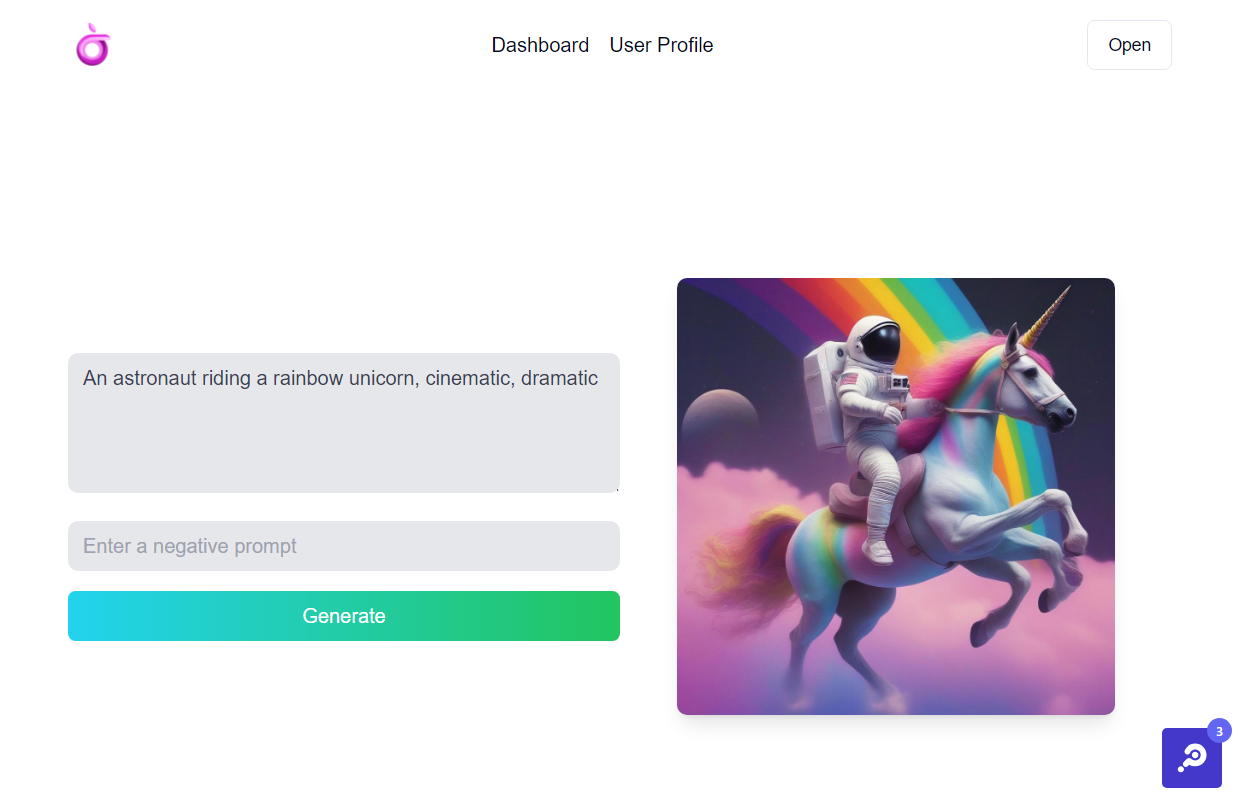 Dashboard User Profile Open
An astronaut riding a rainbow unicorn, cinematic, dramatic
Enter a negative prompt
Generate
3